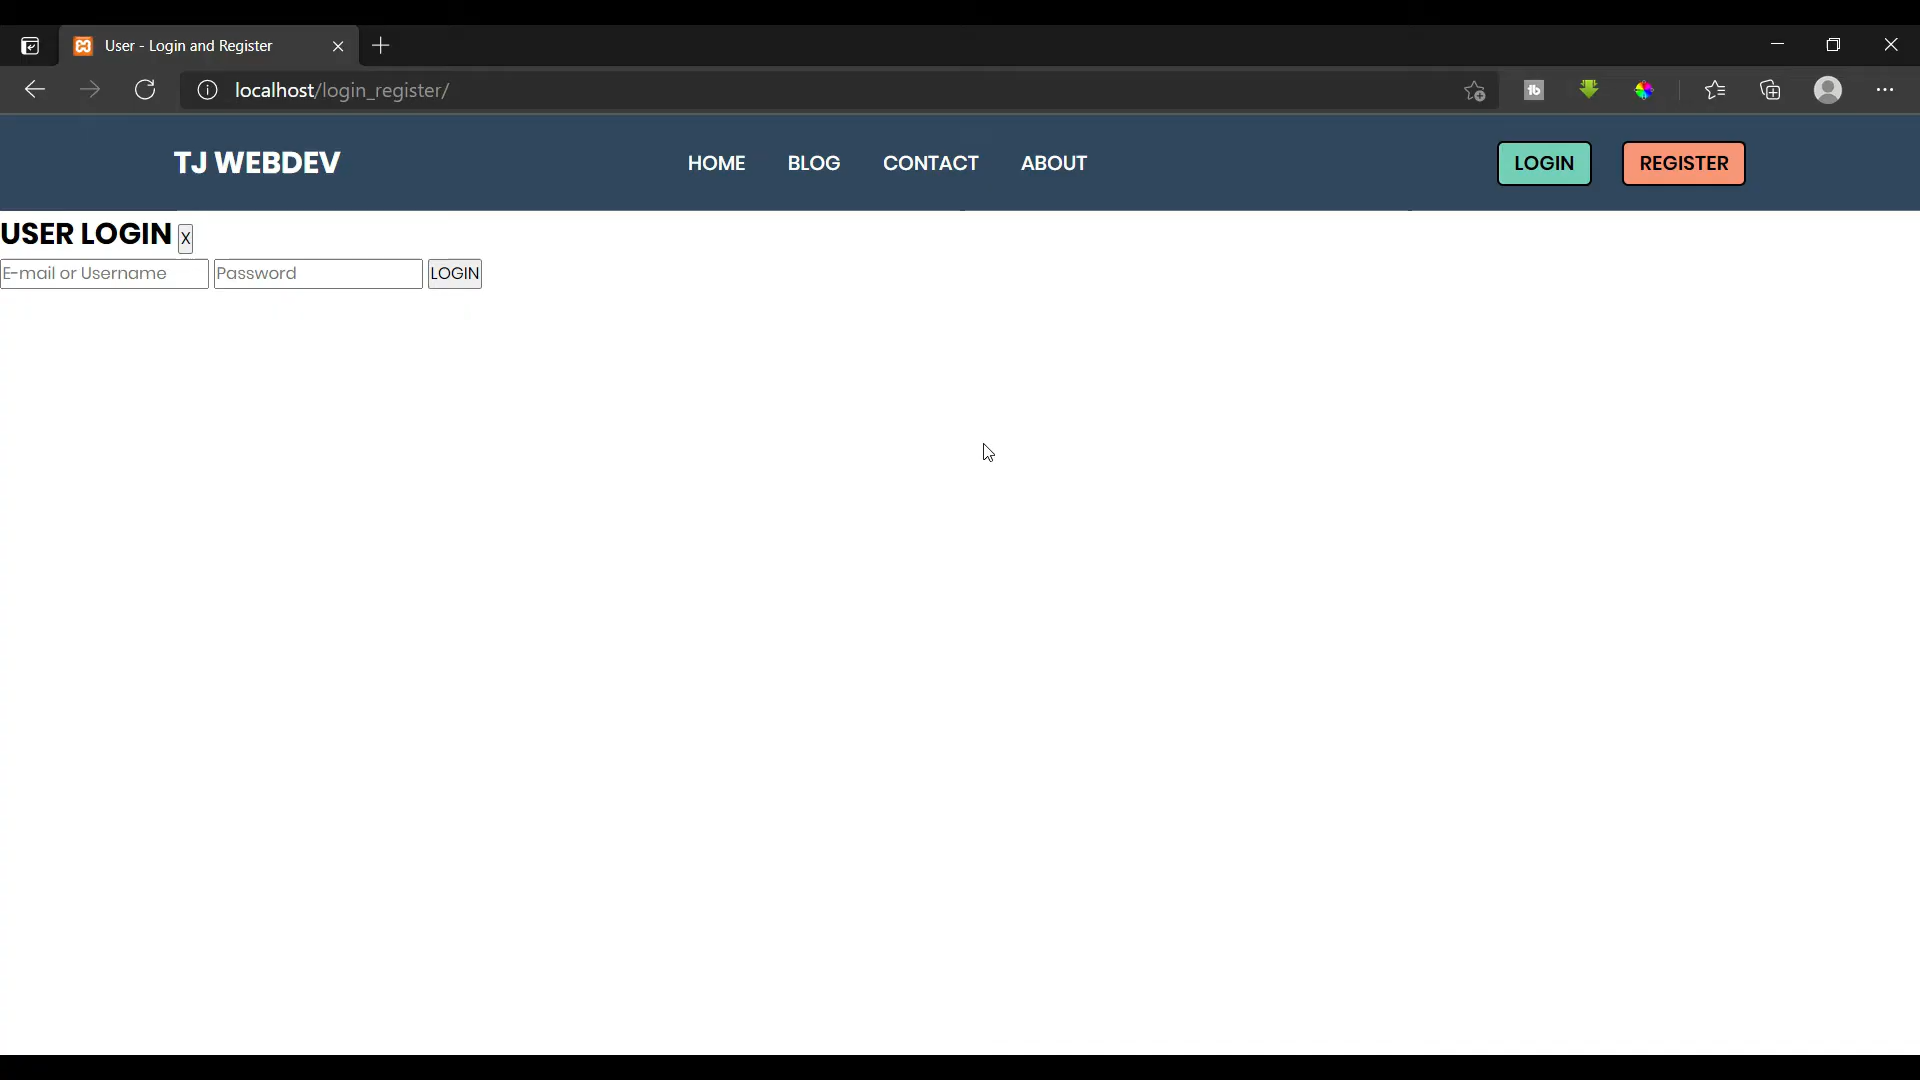 User - Login and Register
localhost/login_register/
TJ WEBDEV HOME BLOG CONTACT ABOUT LOGIN REGISTER
USER LOGIN X
E-mail or Username Password LOGIN